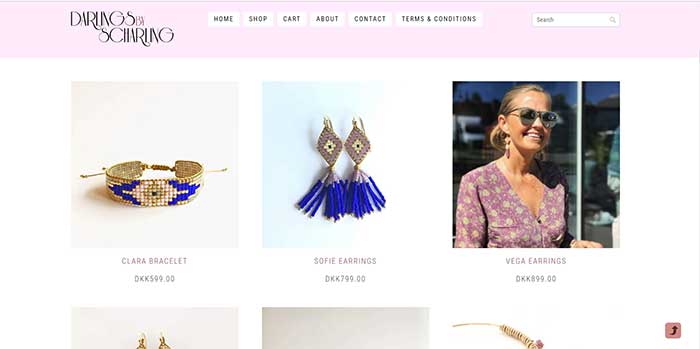 DARLINGS BY
SCHARLING
HOME SHOP CART ABOUT CONTACT TERMS & CONDITIONS
Search
CLARA BRACELET
DKK599.00
SOFIE EARRINGS
DKK799.00
VEGA EARRINGS
DKK899.00